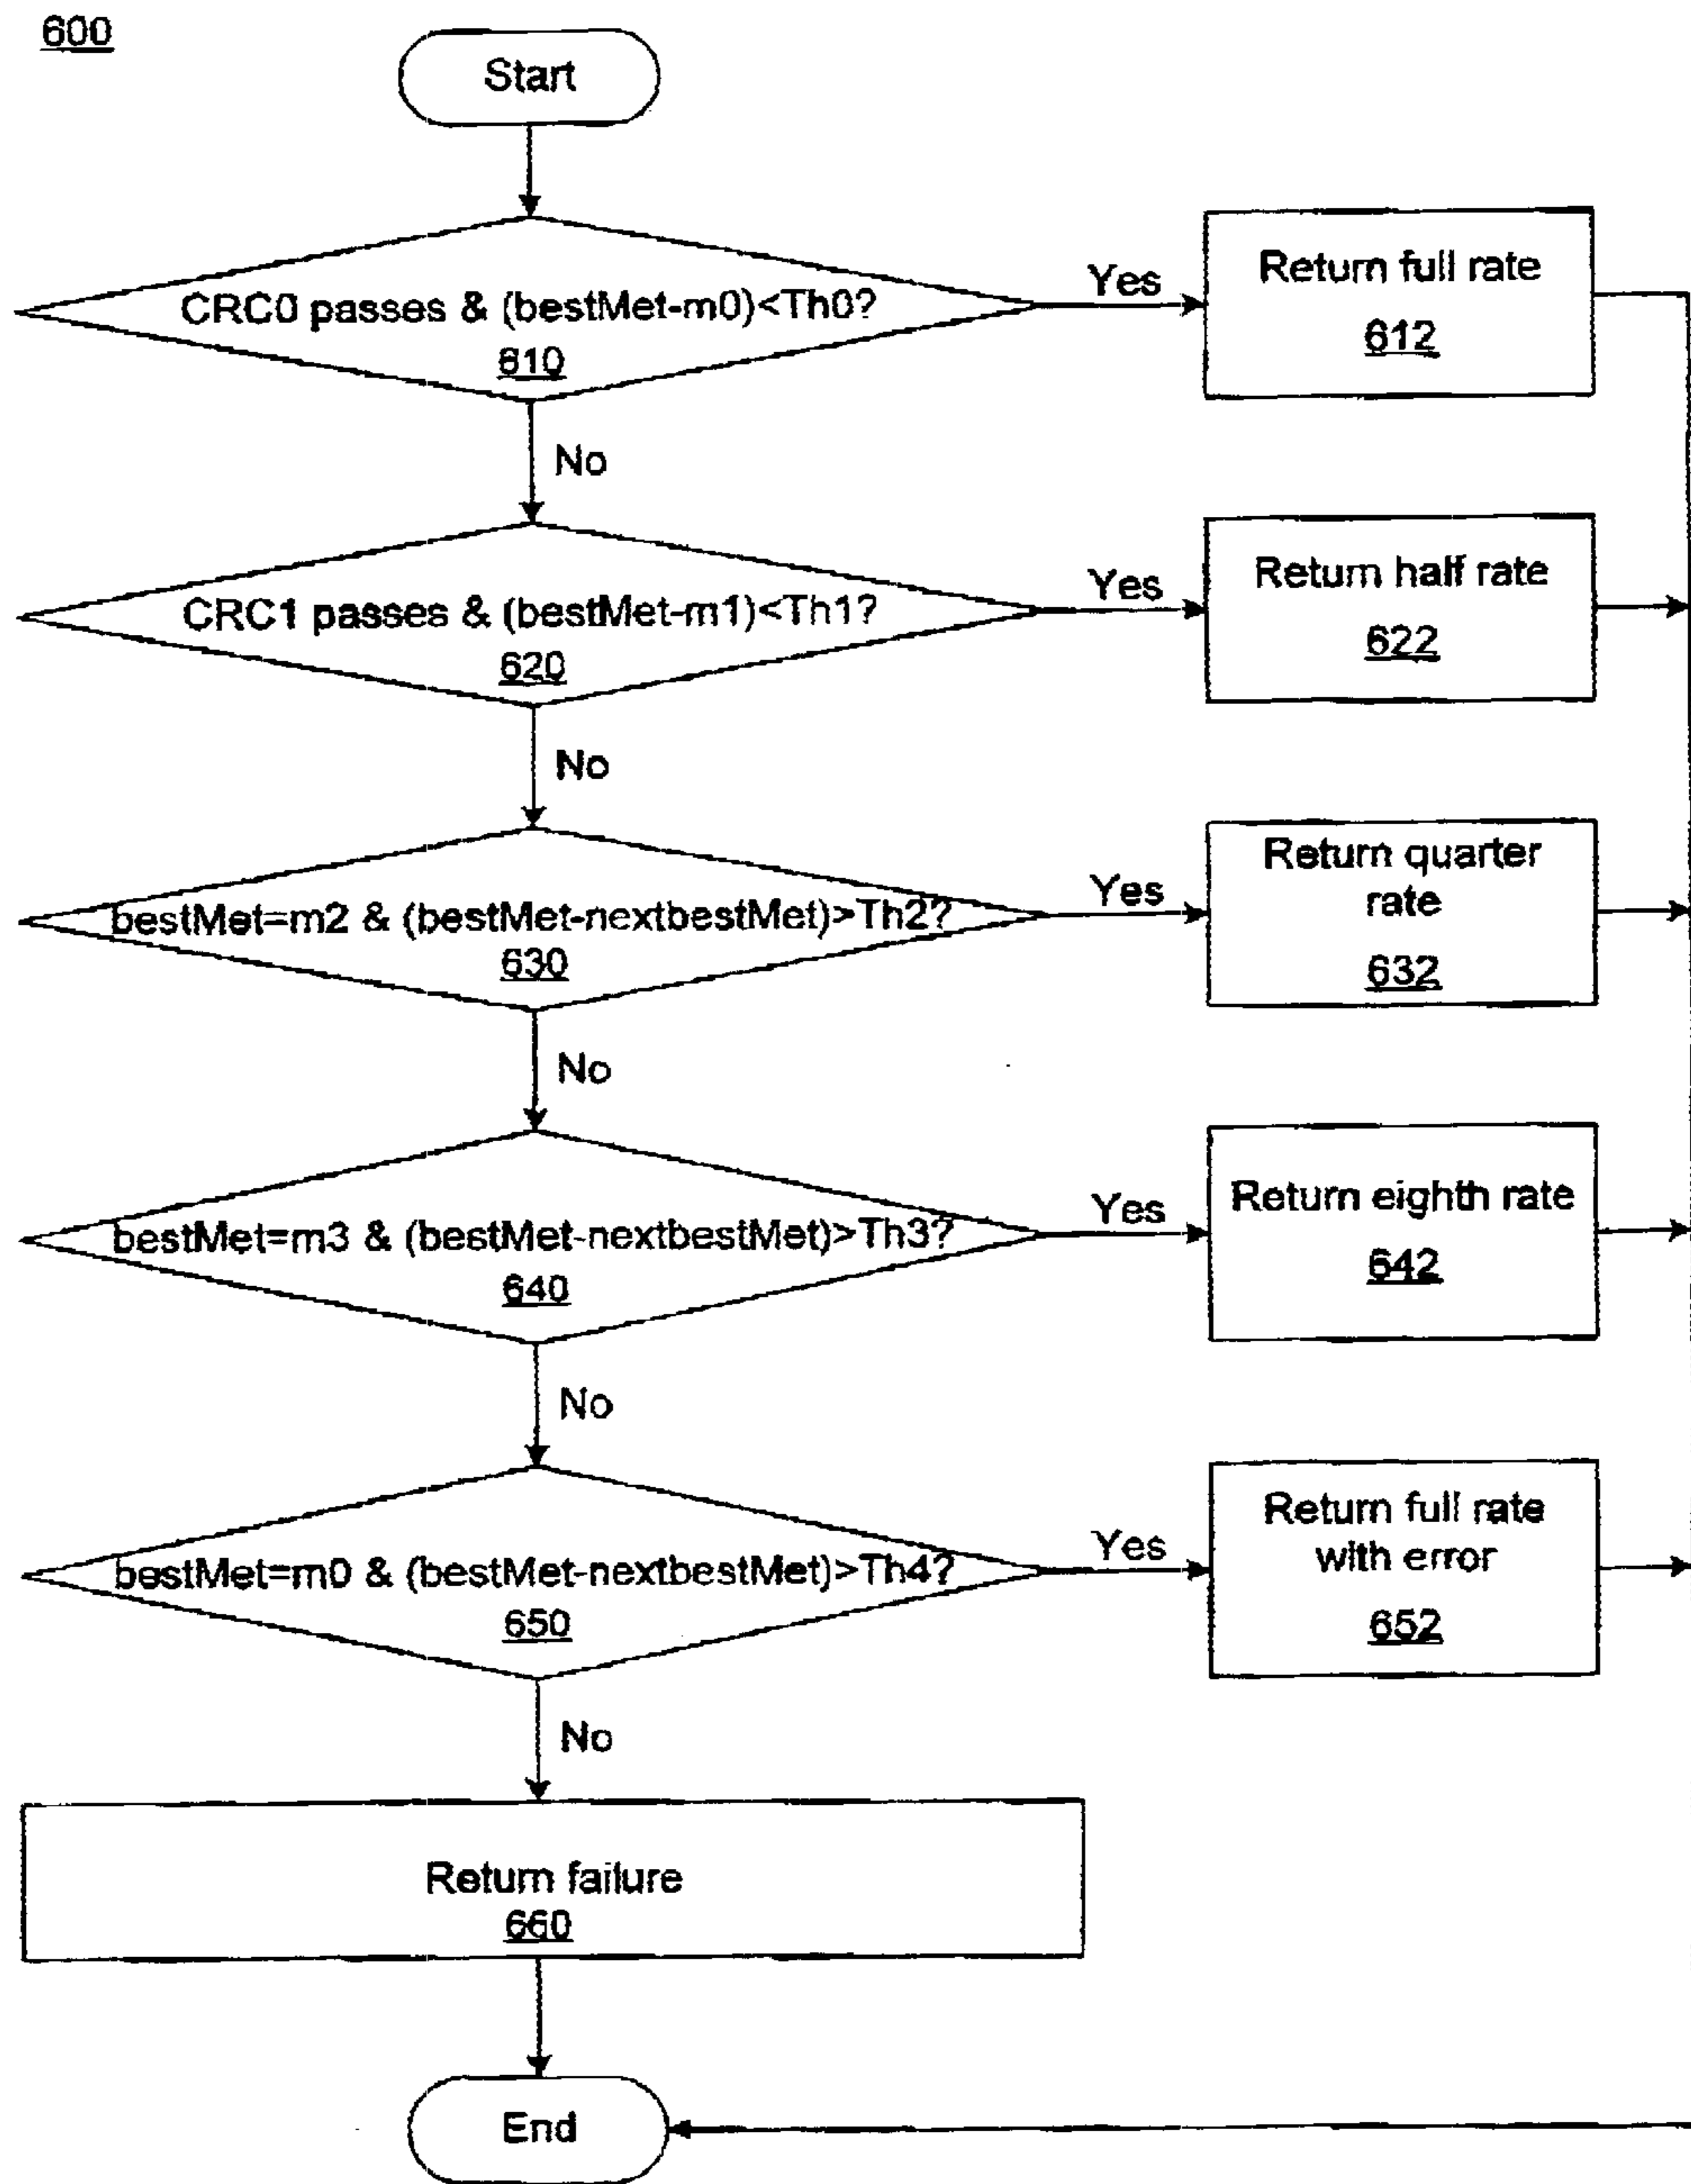 600
Start
CRC0 passes & (bestMet-m0)<Th0?
610
Yes
Return full rate
612
No
CRC1 passes & (bestMet-m1)<Th1?
620
Yes
Return half rate
622
No
bestMet=m2 & (bestMet-nextbestMet)>Th2?
630
Yes
Return quarter
rate
632
No
bestMet=m3 & (bestMet-nextbestMet)>Th3?
640
Yes
Return eighth rate
642
No
bestMet=m0 & (bestMet-nextbestMet)>Th4?
650
Yes
Return full rate
with error
652
No
Return failure
660
End